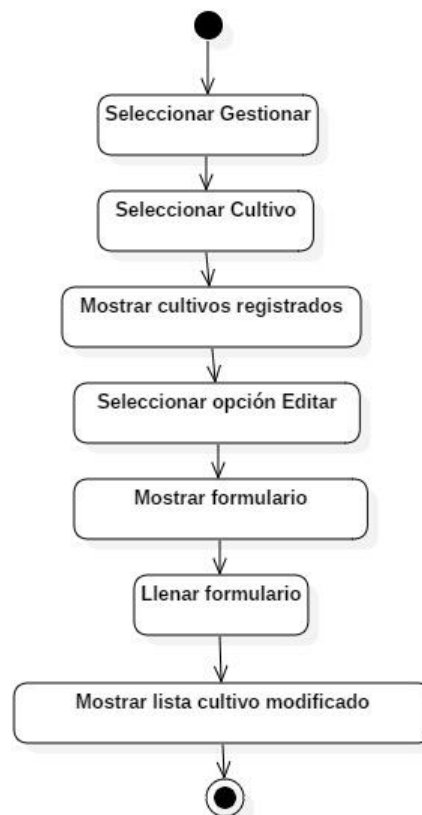 Seleccionar Gestionar
Seleccionar Cultivo
Mostrar cultivos registrados
Seleccionar opción Editar
Mostrar formulario
Llenar formulario
Mostrar lista cultivo modificado